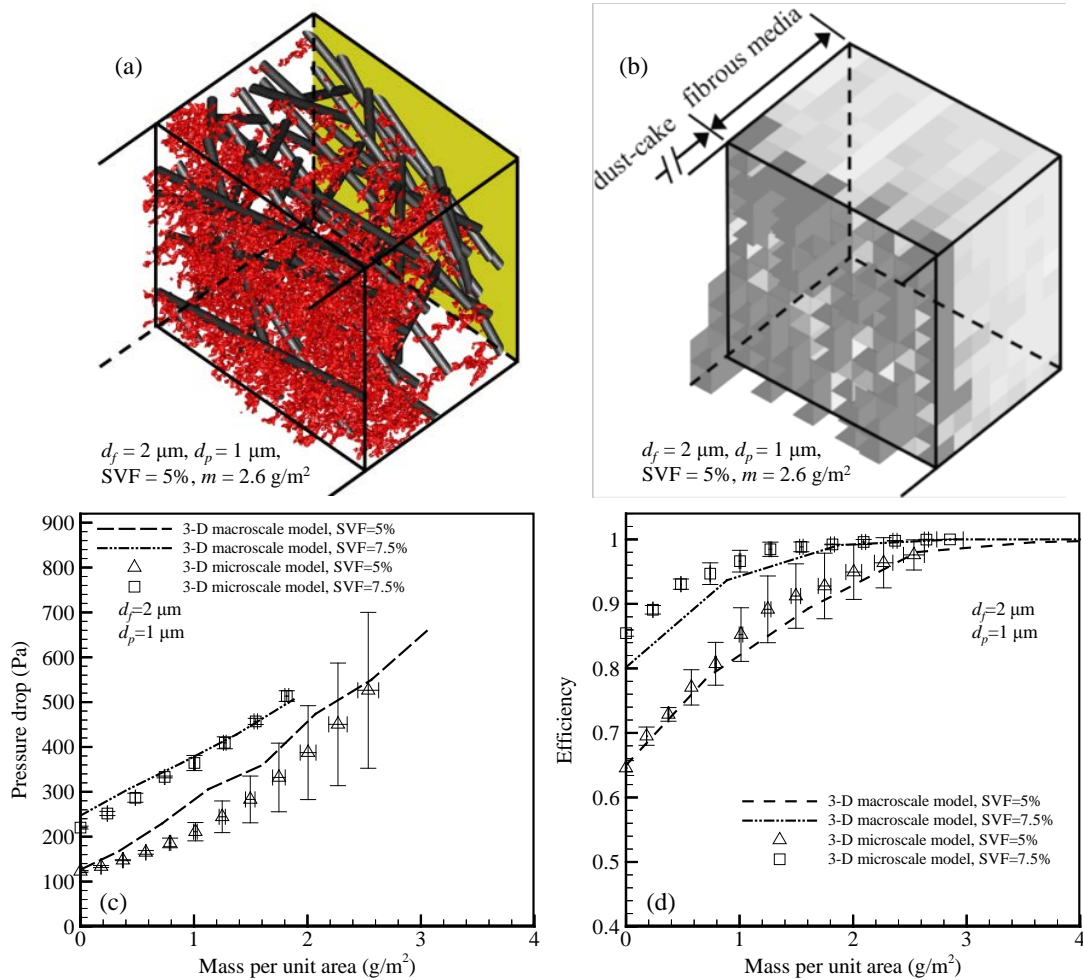 (a)
d_f = 2 μm, d_p = 1 μm,
SVF = 5%, m = 2.6 g/m²
(b)
fibrous media
dust-cake
d_f = 2 μm, d_p = 1 μm,
SVF = 5%, m = 2.6 g/m²
900
800
700
600
500
400
300
200
100
0
Pressure drop (Pa)
3-D macroscale model, SVF=5%
3-D macroscale model, SVF=7.5%
3-D microscale model, SVF=5%
3-D microscale model, SVF=7.5%
d_f=2 μm
d_p=1 μm
(c)
0 1 2 3 4
Mass per unit area (g/m²)
1
0.9
0.8
0.7
0.6
0.5
0.4
Efficiency
d_f=2 μm
d_p=1 μm
3-D macroscale model, SVF=5%
3-D macroscale model, SVF=7.5%
3-D microscale model, SVF=5%
3-D microscale model, SVF=7.5%
(d)
0 1 2 3 4
Mass per unit area (g/m²)